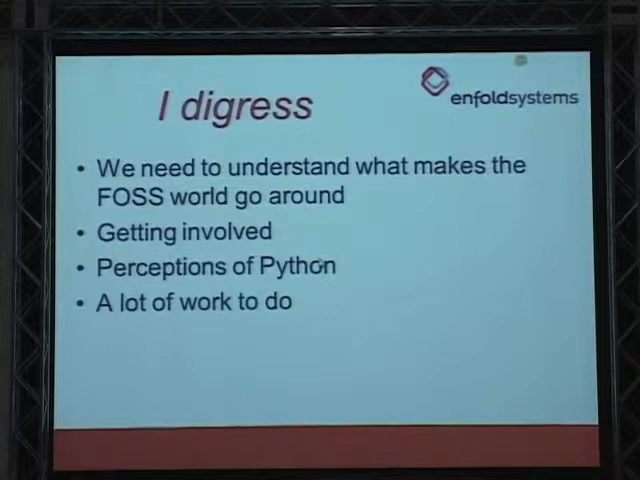 I digress
enfoldsystems
• We need to understand what makes the
FOSS world go around
• Getting involved
• Perceptions of Python
• A lot of work to do